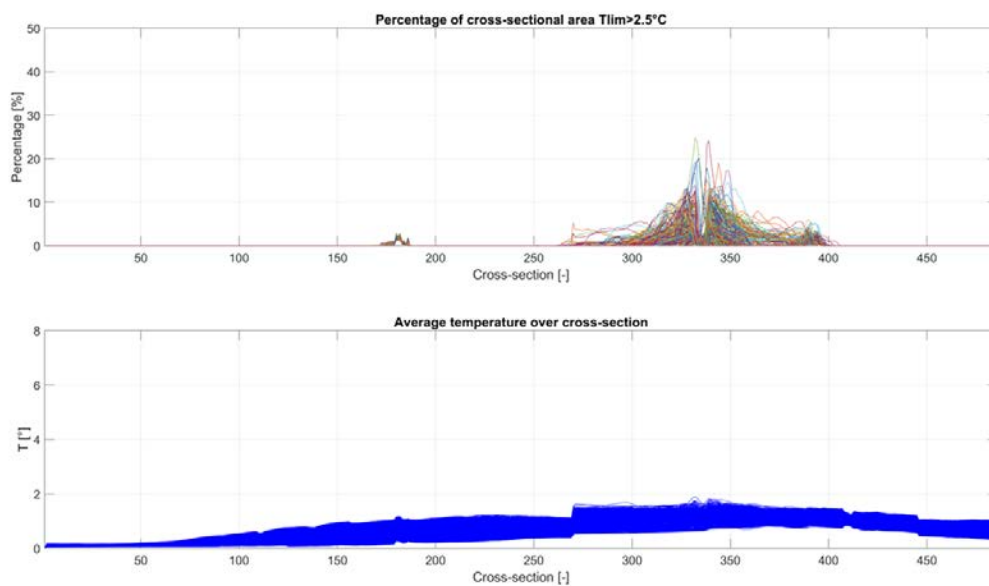 Percentage of cross-sectional area Tlim>2.5°C
50
40
30
20
10
0
Percentage [%]
50 100 150 200 250 300 350 400 450
Cross-section [-]
Average temperature over cross-section
8
6
4
2
0
T [°]
50 100 150 200 250 300 350 400 450
Cross-section [-]